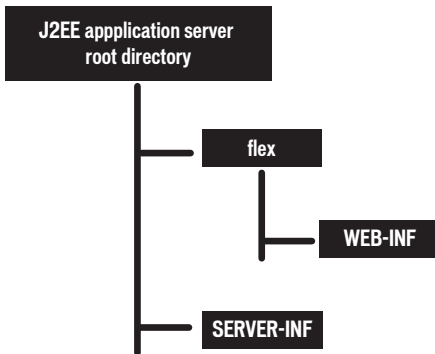 J2EE appplication server
root directory
flex
WEB-INF
SERVER-INF